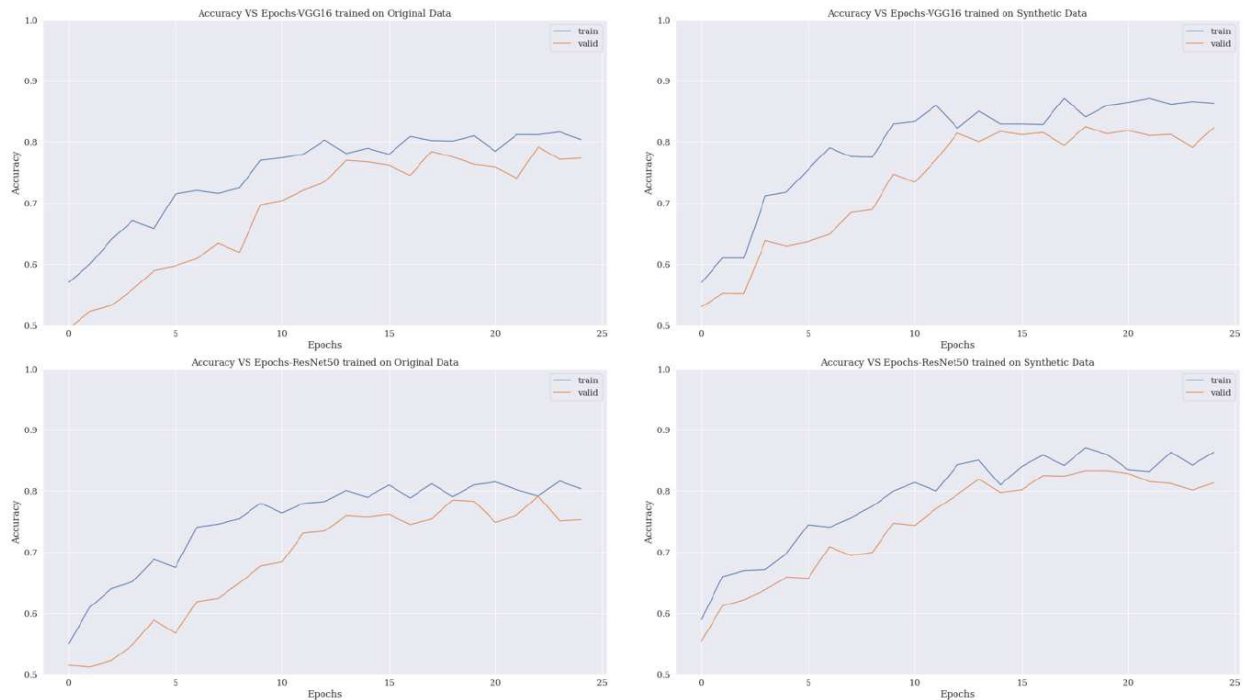 Accuracy VS Epochs-VGG16 trained on Original Data
1.0
0.9
0.8
0.7
0.6
0.5
Accuracy
train
valid
0
5
10
15
20
25
Epochs
Accuracy VS Epochs-VGG16 trained on Synthetic Data
1.0
0.9
0.8
0.7
0.6
0.5
Accuracy
train
valid
0
5
10
15
20
25
Epochs
Accuracy VS Epochs-ResNet50 trained on Original Data
1.0
0.9
0.8
0.7
0.6
0.5
Accuracy
train
valid
0
5
10
15
20
25
Epochs
Accuracy VS Epochs-ResNet50 trained on Synthetic Data
1.0
0.9
0.8
0.7
0.6
0.5
Accuracy
train
valid
0
5
10
15
20
25
Epochs